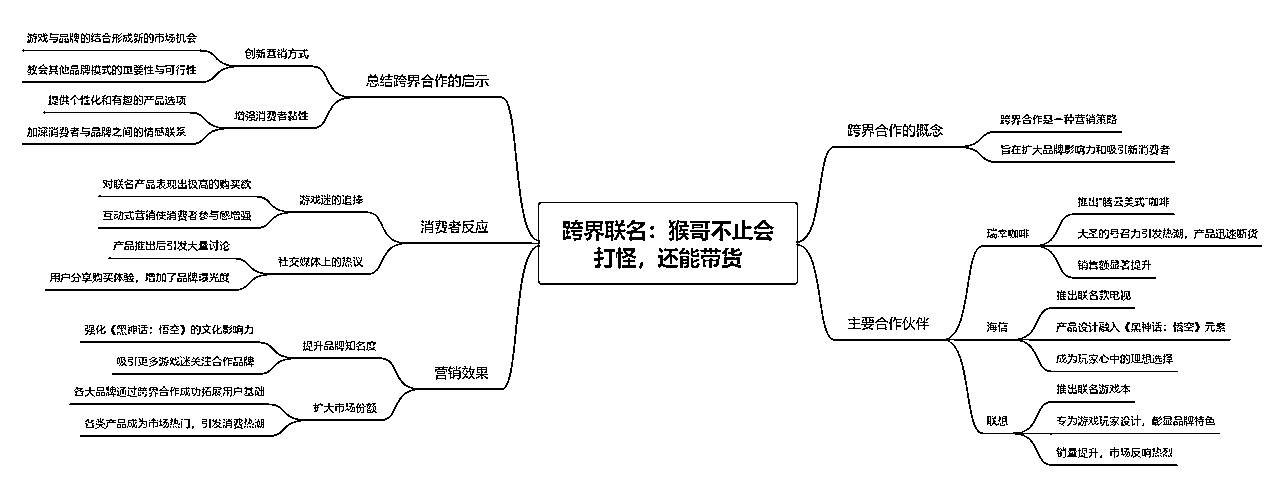 跨界联名：猴哥不止会
打怪，还能带货
跨界合作的概念
跨界合作是一种营销策略
旨在扩大品牌影响力和吸引新消费者
主要合作伙伴
瑞幸咖啡
推出“腾云美式”咖啡
大圣的号召力引发热潮，产品迅速断货
销售额显著提升
海信
推出联名款电视
产品设计融入《黑神话：悟空》元素
成为玩家心中的理想选择
联想
推出联名游戏本
专为游戏玩家设计，彰显品牌特色
销量提升，市场反响热烈
营销效果
提升品牌知名度
强化《黑神话：悟空》的文化影响力
吸引更多游戏迷关注合作品牌
扩大市场份额
各大品牌通过跨界合作成功拓展用户基础
各类产品成为市场热门，引发消费热潮
消费者反应
游戏迷的追捧
对联名产品表现出极高的购买欲
互动式营销使消费者参与感增强
社交媒体上的热议
产品推出后引发大量讨论
用户分享购买体验，增加了品牌曝光度
总结跨界合作的启示
创新营销方式
游戏与品牌的结合形成新的市场机会
教会其他品牌模式的重要性与可行性
增强消费者黏性
提供个性化和有趣的产品选项
加深消费者与品牌之间的情感联系